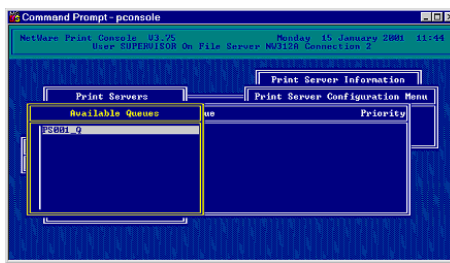 Command Prompt - pconsole
NetWare Print Console V3.75 Monday 15 January 2001 11:44
User SUPERVISOR On File Server NW312A Connection 2
Print Server Information
Print Servers
Print Server Configuration Menu
Available Queues
ue Priority
PS001_Q